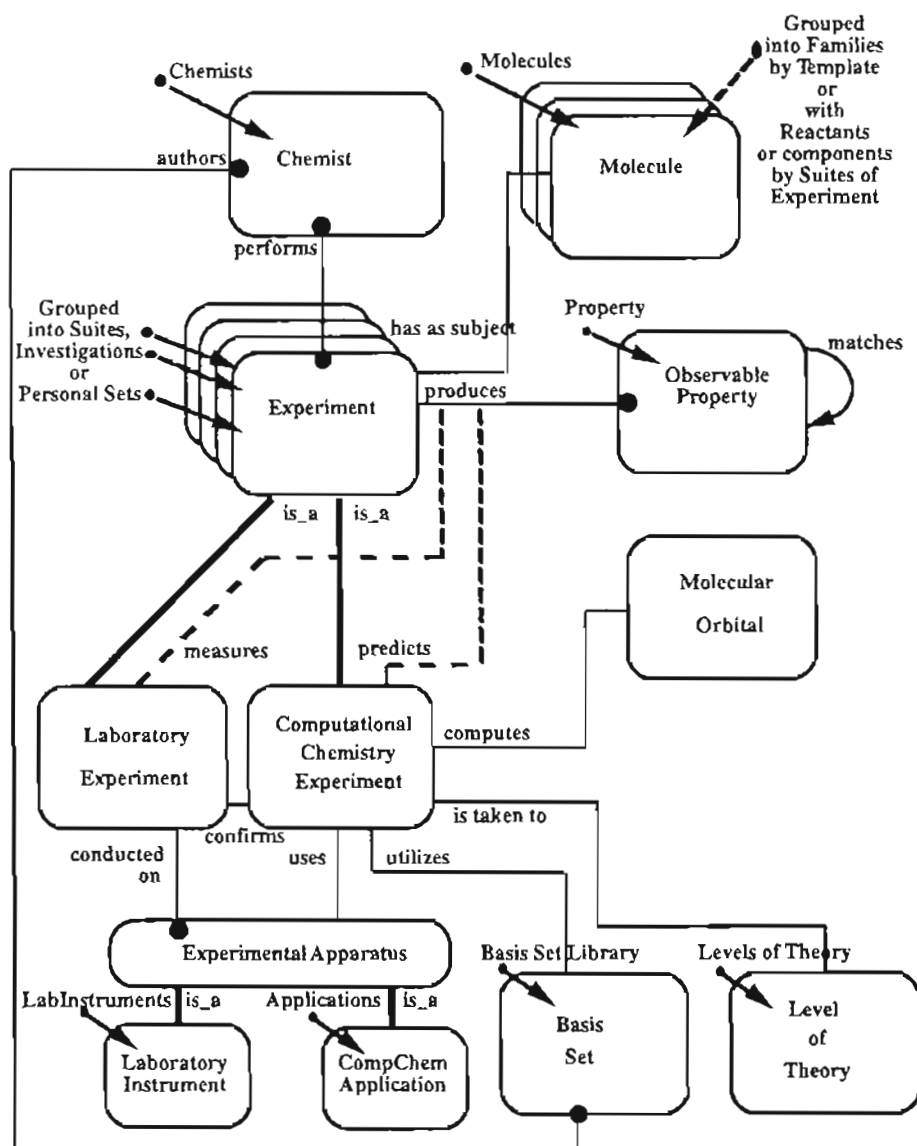 Grouped
into Families
by Template
or
with
Reactants
or components
by Suites of
Experiment
Chemists
Molecules
authors
Chemist
Molecule
performs
Grouped
into Suites,
Investigations
or
Personal Sets
has as subject
Property
matches
Experiment
produces
Observable
Property
is_a
is_a
Molecular
Orbital
measures
predicts
Laboratory
Experiment
Computational
Chemistry
Experiment
computes
is taken to
confirms
conducted
on
uses
utilizes
Experimental Apparatus
Basis Set Library
Levels of Theory
LabInstruments
is_a
Applications
is_a
Laboratory
Instrument
CompChem
Application
Basis
Set
Level
of
Theory